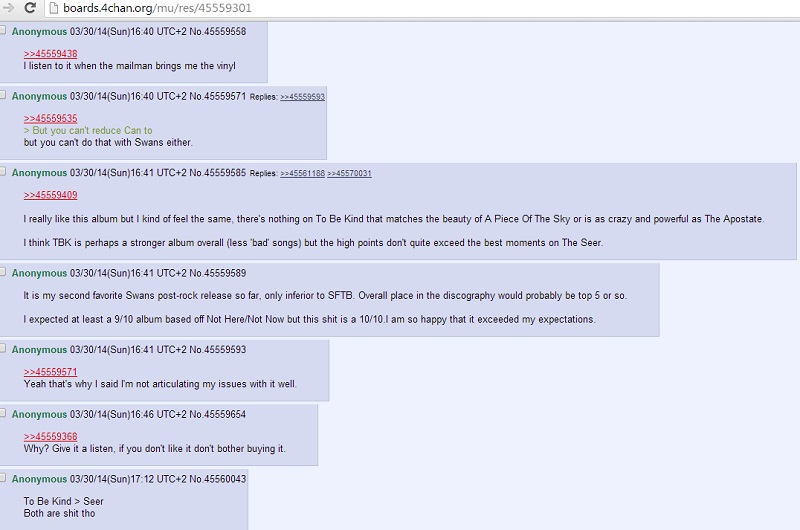 boards.4chan.org/mu/res/45559301
Anonymous 03/30/14(Sun)16:40 UTC+2 No.45559558
>>45559438
I listen to it when the mailman brings me the vinyl
Anonymous 03/30/14(Sun)16:40 UTC+2 No.45559571 Replies: >>45559593
>>45559535
> But you can't reduce Can to
but you can't do that with Swans either.
Anonymous 03/30/14(Sun)16:41 UTC+2 No.45559585 Replies: >>45561188 >>45570031
>>45559409
I really like this album but I kind of feel the same, there's nothing on To Be Kind that matches the beauty of A Piece Of The Sky or is as crazy and powerful as The Apostate.
I think TBK is perhaps a stronger album overall (less 'bad' songs) but the high points don't quite exceed the best moments on The Seer.
Anonymous 03/30/14(Sun)16:41 UTC+2 No.45559589
It is my second favorite Swans post-rock release so far, only inferior to SFTB. Overall place in the discography would probably be top 5 or so.
I expected at least a 9/10 album based off Not Here/Not Now but this shit is a 10/10.I am so happy that it exceeded my expectations.
Anonymous 03/30/14(Sun)16:41 UTC+2 No.45559593
>>45559571
Yeah that's why I said I'm not articulating my issues with it well.
Anonymous 03/30/14(Sun)16:46 UTC+2 No.45559654
>>45559368
Why? Give it a listen, if you don't like it don't bother buying it.
Anonymous 03/30/14(Sun)17:12 UTC+2 No.45560043
To Be Kind > Seer
Both are shit tho